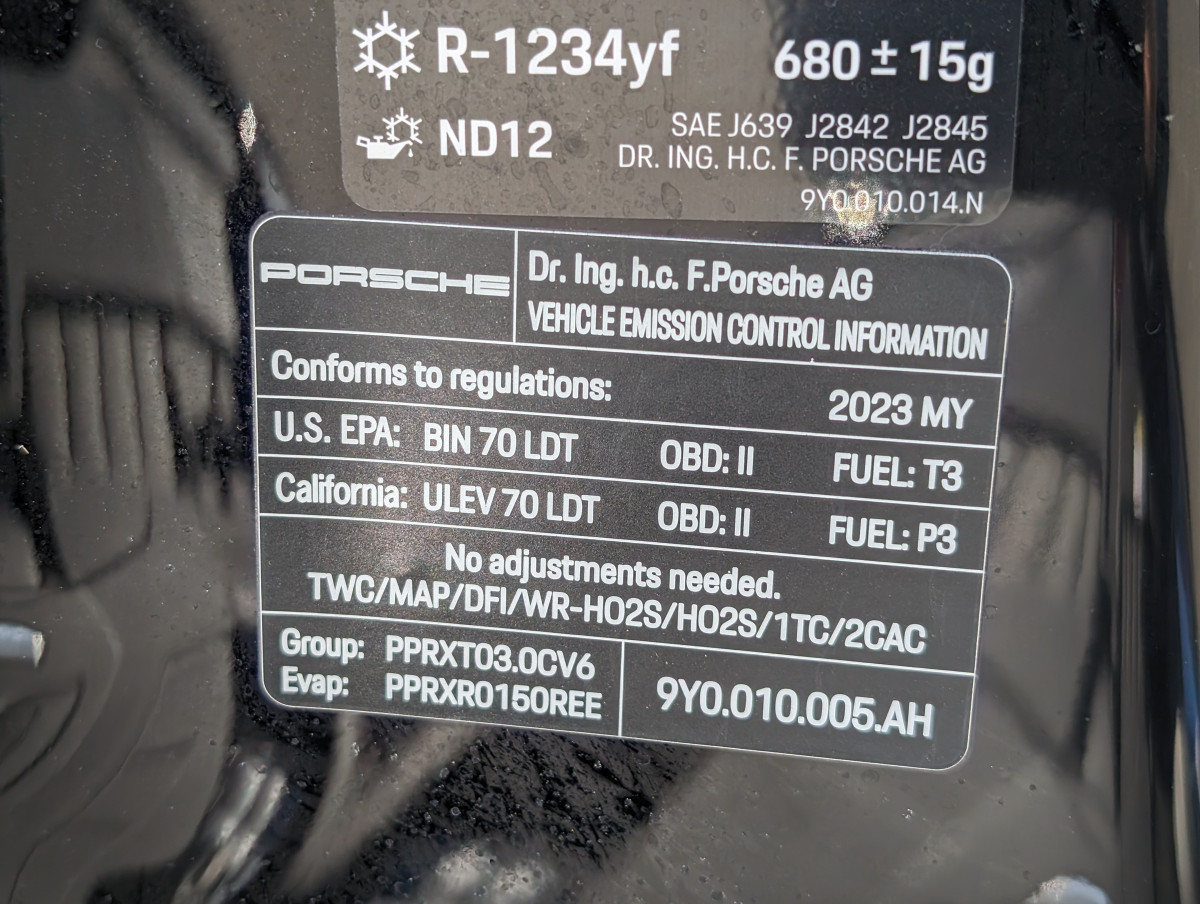 R-1234yf 680 ± 15g
ND12 SAE J639 J2842 J2845
DR. ING. H.C. F. PORSCHE AG
9Y0.010.014.N
PORSCHE Dr. Ing. h.c. F.Porsche AG
VEHICLE EMISSION CONTROL INFORMATION
Conforms to regulations: 2023 MY
U.S. EPA: BIN 70 LDT OBD: II FUEL: T3
California: ULEV 70 LDT OBD: II FUEL: P3
No adjustments needed.
TWC/MAP/DFI/WR-HO2S/HO2S/1TC/2CAC
Group: PPRXT03.0CV6
Evap: PPRXR0150REE
9Y0.010.005.AH